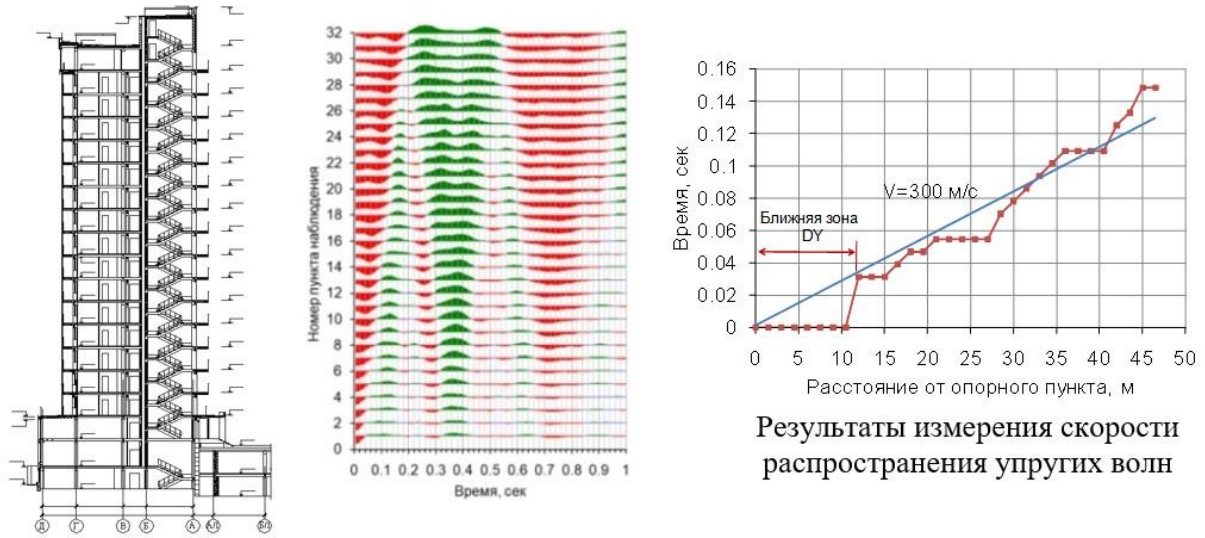 Д
Г
В
Б
А
А/1
Б/1
Номер пункта наблюдения
32
30
28
26
24
22
20
18
16
14
12
10
8
6
4
2
0
0 0.1 0.2 0.3 0.4 0.5 0.6 0.7 0.8 0.9 1
Время, сек
Время, сек
0.16
0.14
0.12
0.10
0.08
0.06
0.04
0.02
0
V=300 м/с
Ближняя зона
DY
0 5 10 15 20 25 30 35 40 45 50
Расстояние от опорного пункта, м
Результаты измерения скорости
распространения упругих волн